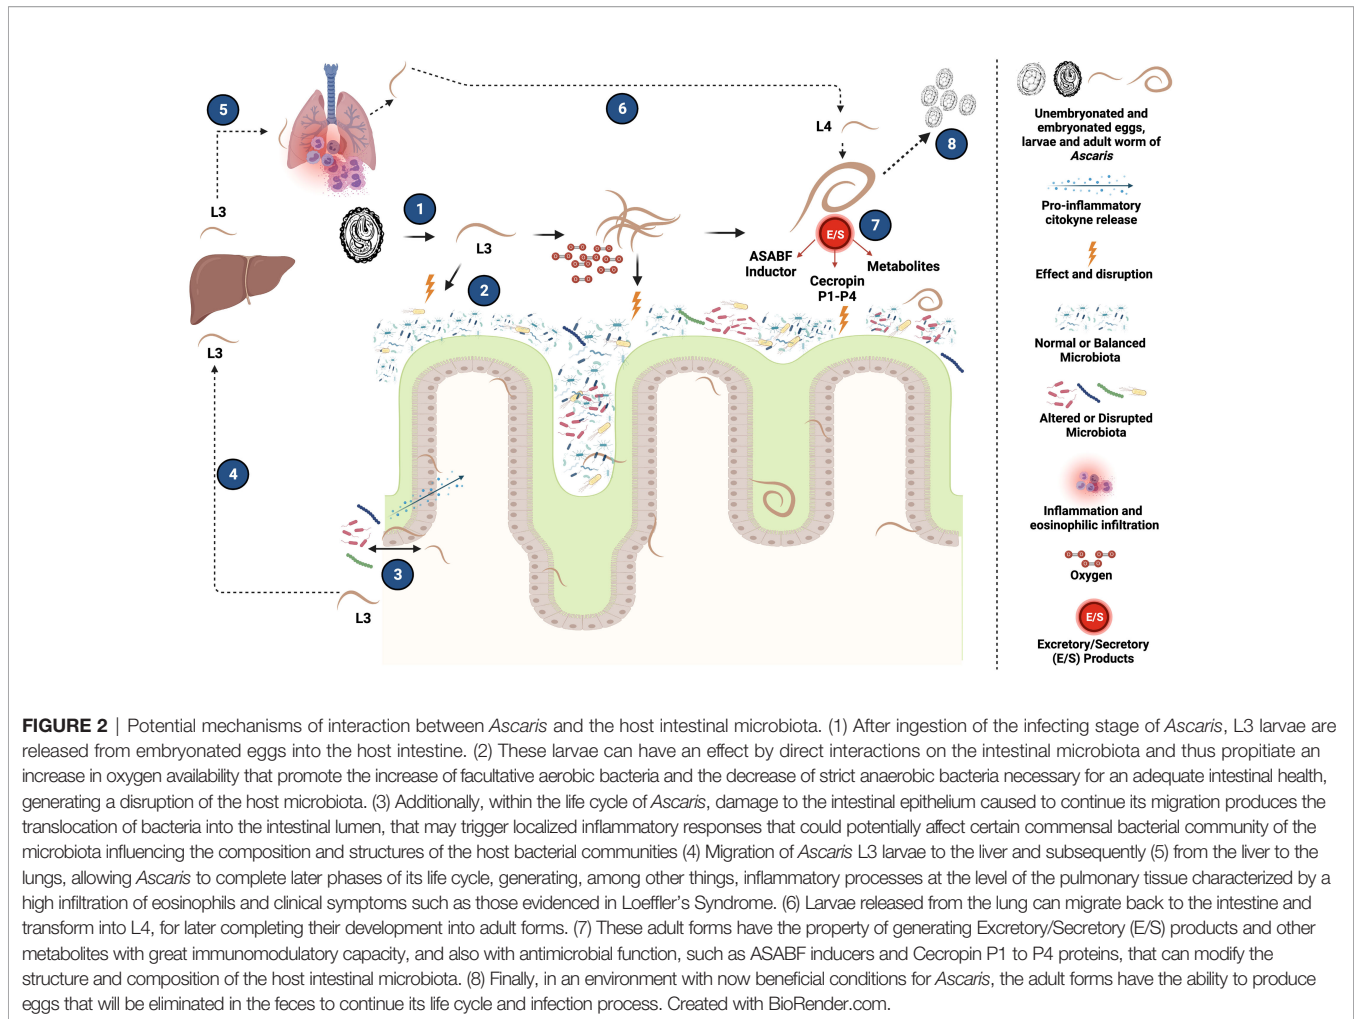 5
6
L4
8
L3
1
L3
E/S
7
ASABF
Inductor
Cecropin
P1-P4
Metabolites
2
L3
4
3
L3
Unembryonated and
embryonated eggs,
larvae and adult worm of
Ascaris
Pro-inflammatory
citokyne release
Effect and disruption
Normal or Balanced
Microbiota
Altered or Disrupted
Microbiota
Inflammation and
eosinophilic infiltration
Oxygen
E/S
Excretory/Secretory
(E/S) Products
FIGURE 2 | Potential mechanisms of interaction between Ascaris and the host intestinal microbiota. (1) After ingestion of the infecting stage of Ascaris, L3 larvae are
released from embryonated eggs into the host intestine. (2) These larvae can have an effect by direct interactions on the intestinal microbiota and thus propitiate an
increase in oxygen availability that promote the increase of facultative aerobic bacteria and the decrease of strict anaerobic bacteria necessary for an adequate intestinal health,
generating a disruption of the host microbiota. (3) Additionally, within the life cycle of Ascaris, damage to the intestinal epithelium caused to continue its migration produces the
translocation of bacteria into the intestinal lumen, that may trigger localized inflammatory responses that could potentially affect certain commensal bacterial community of the
microbiota influencing the composition and structures of the host bacterial communities (4) Migration of Ascaris L3 larvae to the liver and subsequently (5) from the liver to the
lungs, allowing Ascaris to complete later phases of its life cycle, generating, among other things, inflammatory processes at the level of the pulmonary tissue characterized by a
high infiltration of eosinophils and clinical symptoms such as those evidenced in Loeffler's Syndrome. (6) Larvae released from the lung can migrate back to the intestine and
transform into L4, for later completing their development into adult forms. (7) These adult forms have the property of generating Excretory/Secretory (E/S) products and other
metabolites with great immunomodulatory capacity, and also with antimicrobial function, such as ASABF inducers and Cecropin P1 to P4 proteins, that can modify the
structure and composition of the host intestinal microbiota. (8) Finally, in an environment with now beneficial conditions for Ascaris, the adult forms have the ability to produce
eggs that will be eliminated in the feces to continue its life cycle and infection process. Created with BioRender.com.